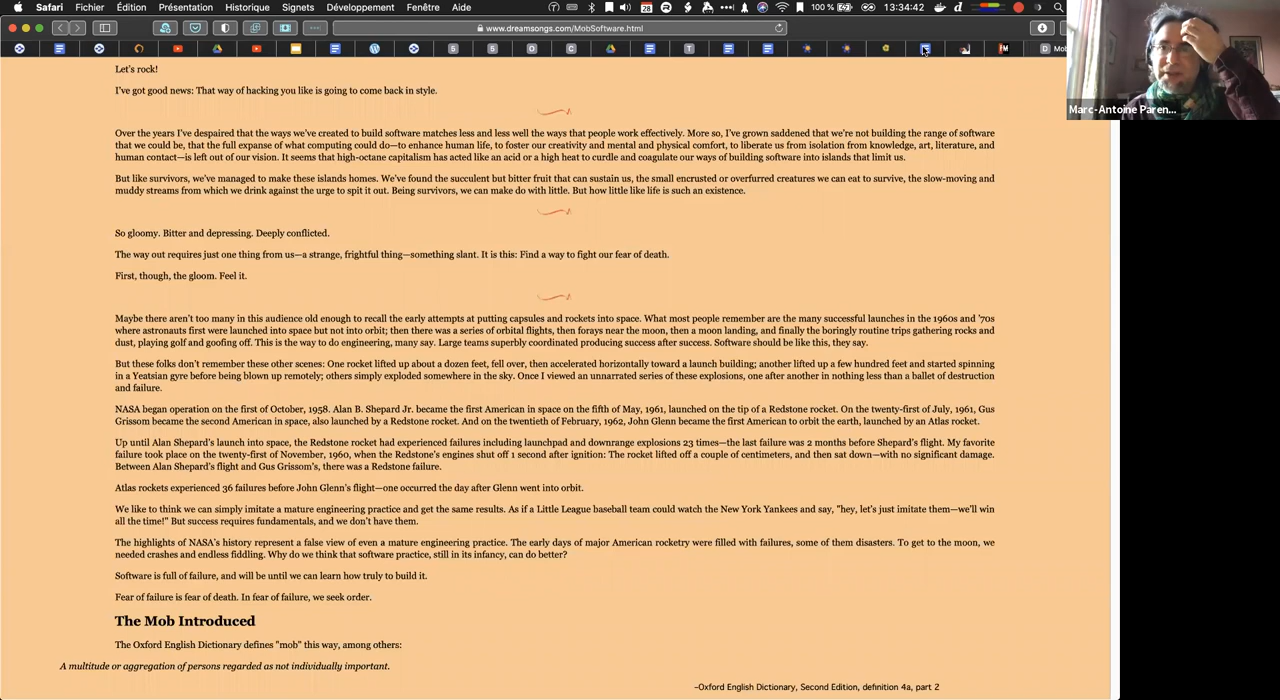 Safari Fichier Édition Présentation Historique Signets Développement Fenêtre Aide 28 100 % 13:34:42
www.dreamsongs.com/MobSoftware.html
S S O C T M D Mob
Let's rock!
I've got good news: That way of hacking you like is going to come back in style.
Over the years I've despaired that the ways we've created to build software matches less and less well the ways that people work effectively. More so, I've grown saddened that we're not building the range of software
that we could be, that the full expanse of what computing could do—to enhance human life, to foster our creativity and mental and physical comfort, to liberate us from isolation from knowledge, art, literature, and
human contact—is left out of our vision. It seems that high-octane capitalism has acted like an acid or a high heat to curdle and coagulate our ways of building software into islands that limit us.
But like survivors, we've managed to make these islands homes. We've found the succulent but bitter fruit that can sustain us, the small encrusted or overfurred creatures we can eat to survive, the slow-moving and
muddy streams from which we drink against the urge to spit it out. Being survivors, we can make do with little. But how little like life is such an existence.
So gloomy. Bitter and depressing. Deeply conflicted.
The way out requires just one thing from us—a strange, frightful thing—something slant. It is this: Find a way to fight our fear of death.
First, though, the gloom. Feel it.
Maybe there aren't too many in this audience old enough to recall the early attempts at putting capsules and rockets into space. What most people remember are the many successful launches in the 1960s and '70s
where astronauts first were launched into space but not into orbit; then there was a series of orbital flights, then forays near the moon, then a moon landing, and finally the boringly routine trips gathering rocks and
dust, playing golf and goofing off. This is the way to do engineering, many say. Large teams superbly coordinated producing success after success. Software should be like this, they say.
But these folks don't remember these other scenes: One rocket lifted up about a dozen feet, fell over, then accelerated horizontally toward a launch building; another lifted up a few hundred feet and started spinning
in a Yeatsian gyre before being blown up remotely; others simply exploded somewhere in the sky. Once I viewed an unnarrated series of these explosions, one after another in nothing less than a ballet of destruction
and failure.
NASA began operation on the first of October, 1958. Alan B. Shepard Jr. became the first American in space on the fifth of May, 1961, launched on the tip of a Redstone rocket. On the twenty-first of July, 1961, Gus
Grissom became the second American in space, also launched by a Redstone rocket. And on the twentieth of February, 1962, John Glenn became the first American to orbit the earth, launched by an Atlas rocket.
Up until Alan Shepard's launch into space, the Redstone rocket had experienced failures including launchpad and downrange explosions 23 times—the last failure was 2 months before Shepard's flight. My favorite
failure took place on the twenty-first of November, 1960, when the Redstone's engines shut off 1 second after ignition: The rocket lifted off a couple of centimeters, and then sat down—with no significant damage.
Between Alan Shepard's flight and Gus Grissom's, there was a Redstone failure.
Atlas rockets experienced 36 failures before John Glenn's flight—one occurred the day after Glenn went into orbit.
We like to think we can simply imitate a mature engineering practice and get the same results. As if a Little League baseball team could watch the New York Yankees and say, "hey, let's just imitate them—we'll win
all the time!" But success requires fundamentals, and we don't have them.
The highlights of NASA's history represent a false view of even a mature engineering practice. The early days of major American rocketry were filled with failures, some of them disasters. To get to the moon, we
needed crashes and endless fiddling. Why do we think that software practice, still in its infancy, can do better?
Software is full of failure, and will be until we can learn how truly to build it.
Fear of failure is fear of death. In fear of failure, we seek order.
The Mob Introduced
The Oxford English Dictionary defines "mob" this way, among others:
A multitude or aggregation of persons regarded as not individually important.
–Oxford English Dictionary, Second Edition, definition 4a, part 2
Marc-Antoine Paren...